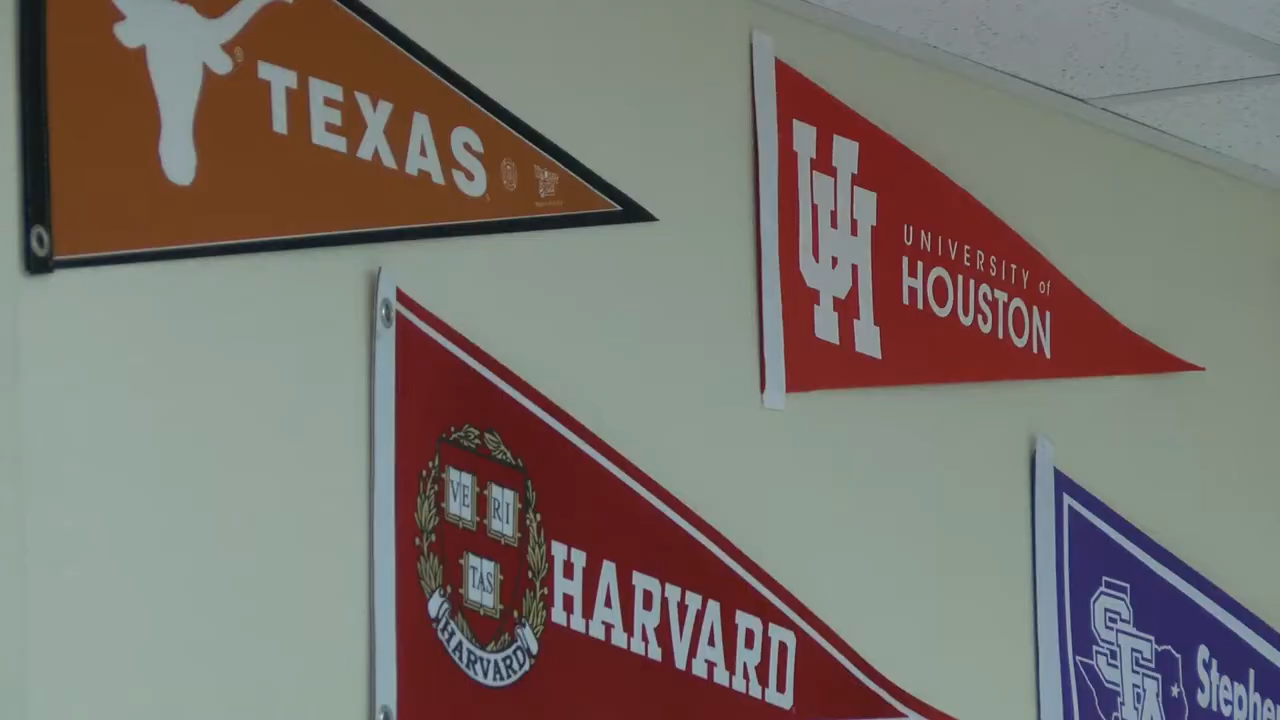 TEXAS
UH
UNIVERSITY of
HOUSTON
VE RI
TAS
HARVARD
HARVARD
SFA
Stephe